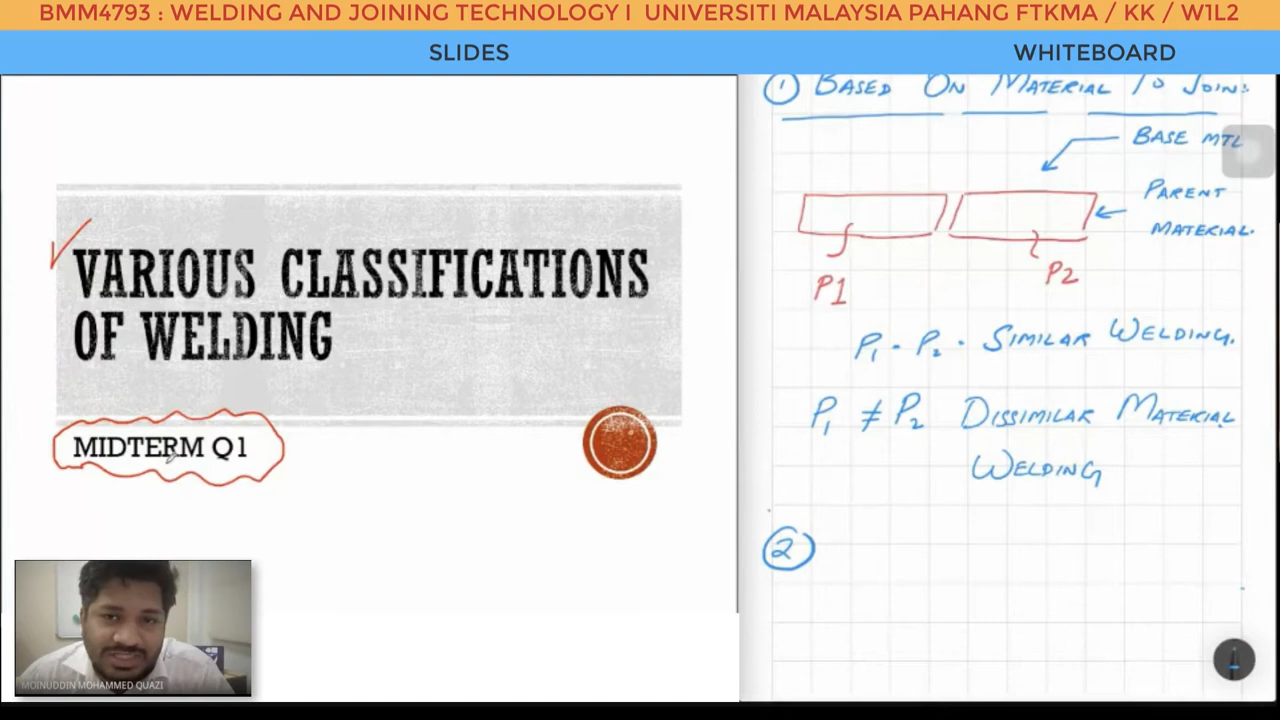 BMM4793 : WELDING AND JOINING TECHNOLOGY I UNIVERSITI MALAYSIA PAHANG FTKMA / KK / W1L2
SLIDES
WHITEBOARD
VARIOUS CLASSIFICATIONS
OF WELDING
MIDTERM Q1
MOINUDDIN MOHAMMED QUAZI
1 BASED ON MATERIAL TO JOIN:
BASE MTL
PARENT
MATERIAL.
P1
P2
P1 - P2 - SIMILAR WELDING.
P1 ≠ P2 DISSIMILAR MATERIAL
WELDING
2